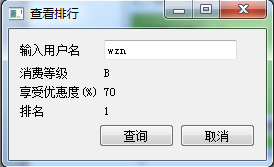 查看排行
输入用户名 wzn
消费等级 B
享受优惠度(%) 70
排名 1
查询 取消